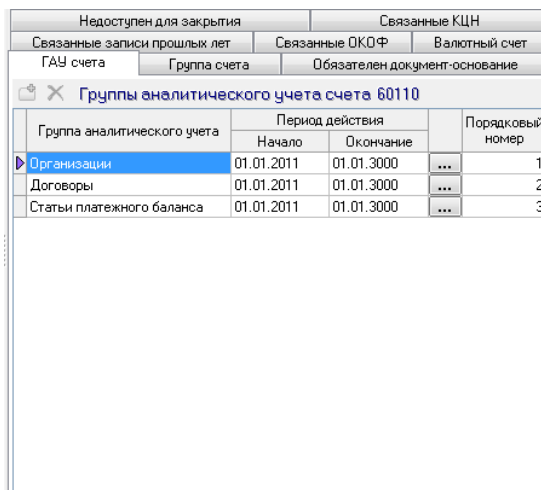 Недоступен для закрытия Связанные КЦН
Связанные записи прошлых лет Связанные ОКОФ Валютный счет
ГАУ счета Группа счета Обязателен документ-основание
Группы аналитического учета счета 60110
Группа аналитического учета Период действия Порядковый номер
Начало Окончание
Организации 01.01.2011 01.01.3000 ... 1
Договоры 01.01.2011 01.01.3000 ... 2
Статьи платежного баланса 01.01.2011 01.01.3000 ... 3